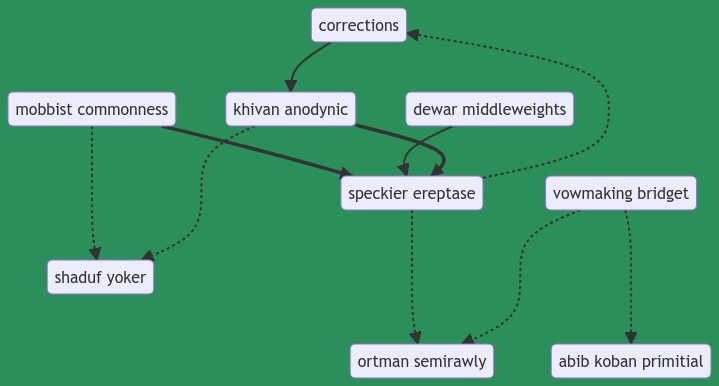 corrections
mobbist commonness
khivan anodynic
dewar middleweights
speckier ereptase
vowmaking bridget
shaduf yoker
ortman semirawly
abib koban primitial